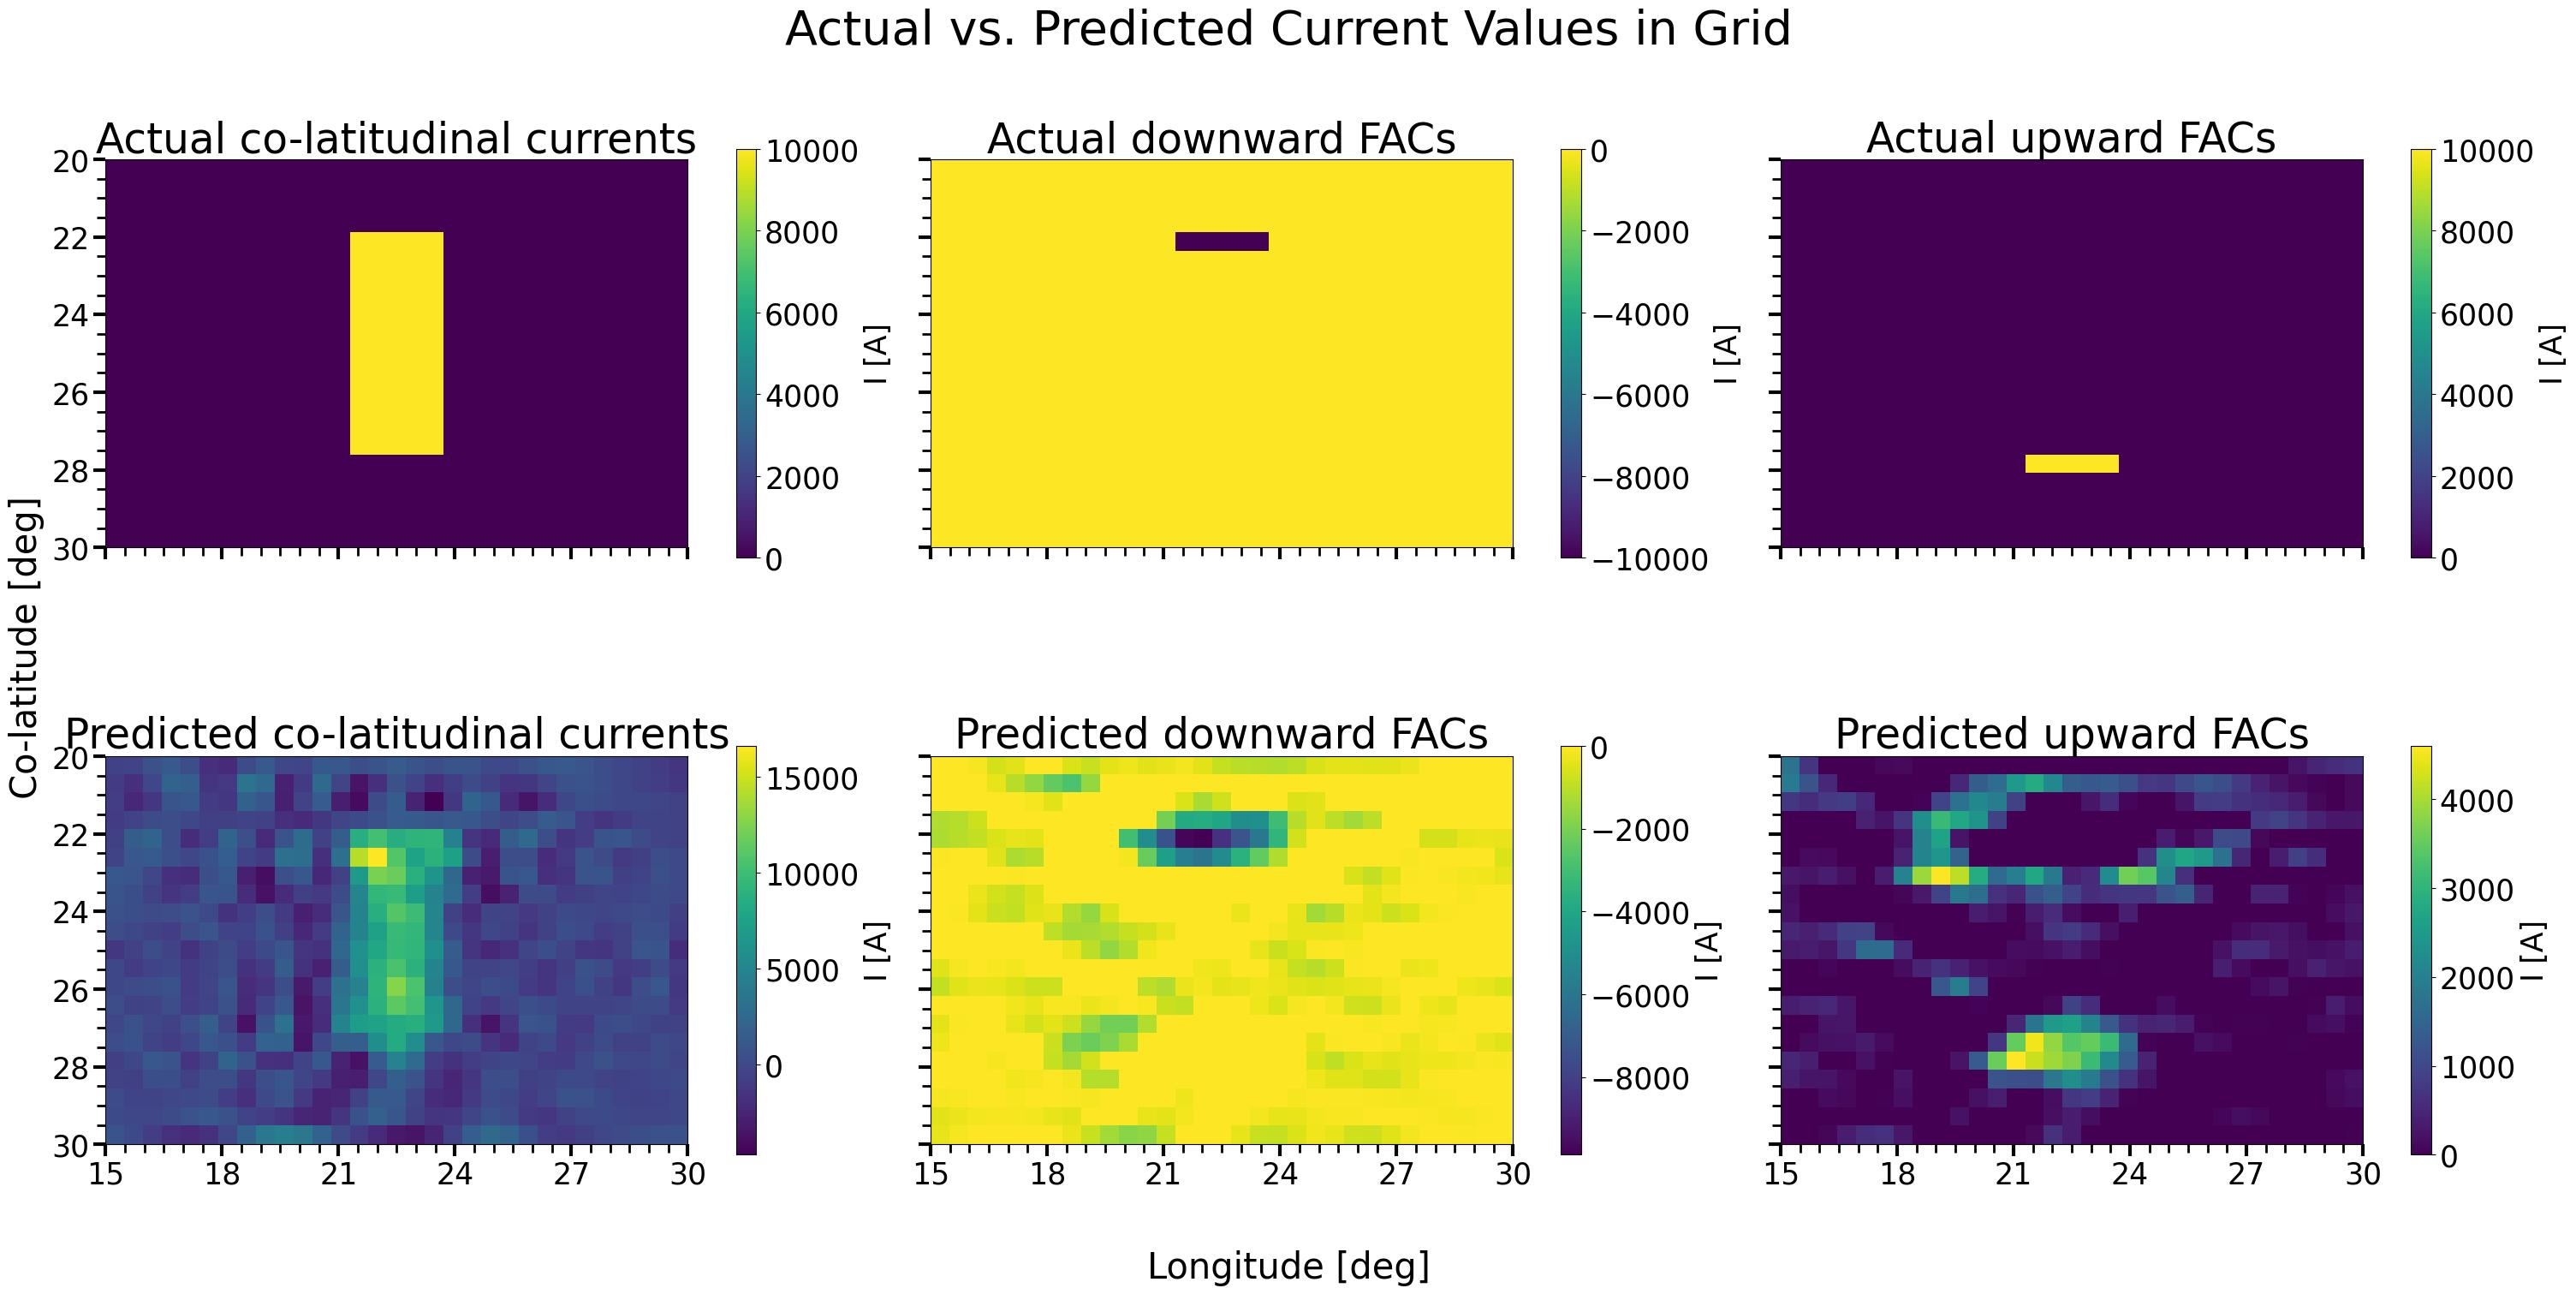 Actual vs. Predicted Current Values in Grid
Actual co-latitudinal currents
20
22
24
26
28
30
10000
8000
6000
4000
2000
0
I [A]
Actual downward FACs
0
−2000
−4000
−6000
−8000
−10000
I [A]
Actual upward FACs
10000
8000
6000
4000
2000
0
I [A]
Co-latitude [deg]
Predicted co-latitudinal currents
20
22
24
26
28
30
15 18 21 24 27 30
15000
10000
5000
0
I [A]
Predicted downward FACs
15 18 21 24 27 30
0
−2000
−4000
−6000
−8000
I [A]
Predicted upward FACs
15 18 21 24 27 30
4000
3000
2000
1000
0
I [A]
Longitude [deg]